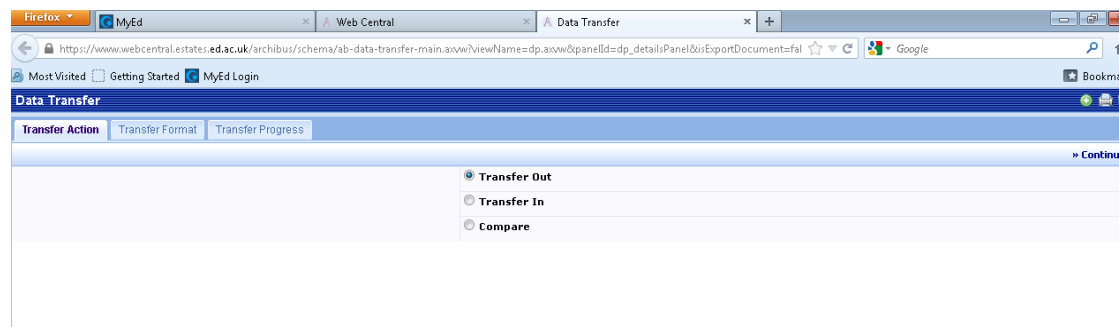 Firefox MyEd Web Central Data Transfer
https://www.webcentral.estates.ed.ac.uk/archibus/schema/ab-data-transfer-main.axvw?viewName=dp.axvw&panelId=dp_detailsPanel&isExportDocument=fal Google
Most Visited Getting Started MyEd Login Bookma
Data Transfer
Transfer Action Transfer Format Transfer Progress
» Continu
Transfer Out
Transfer In
Compare